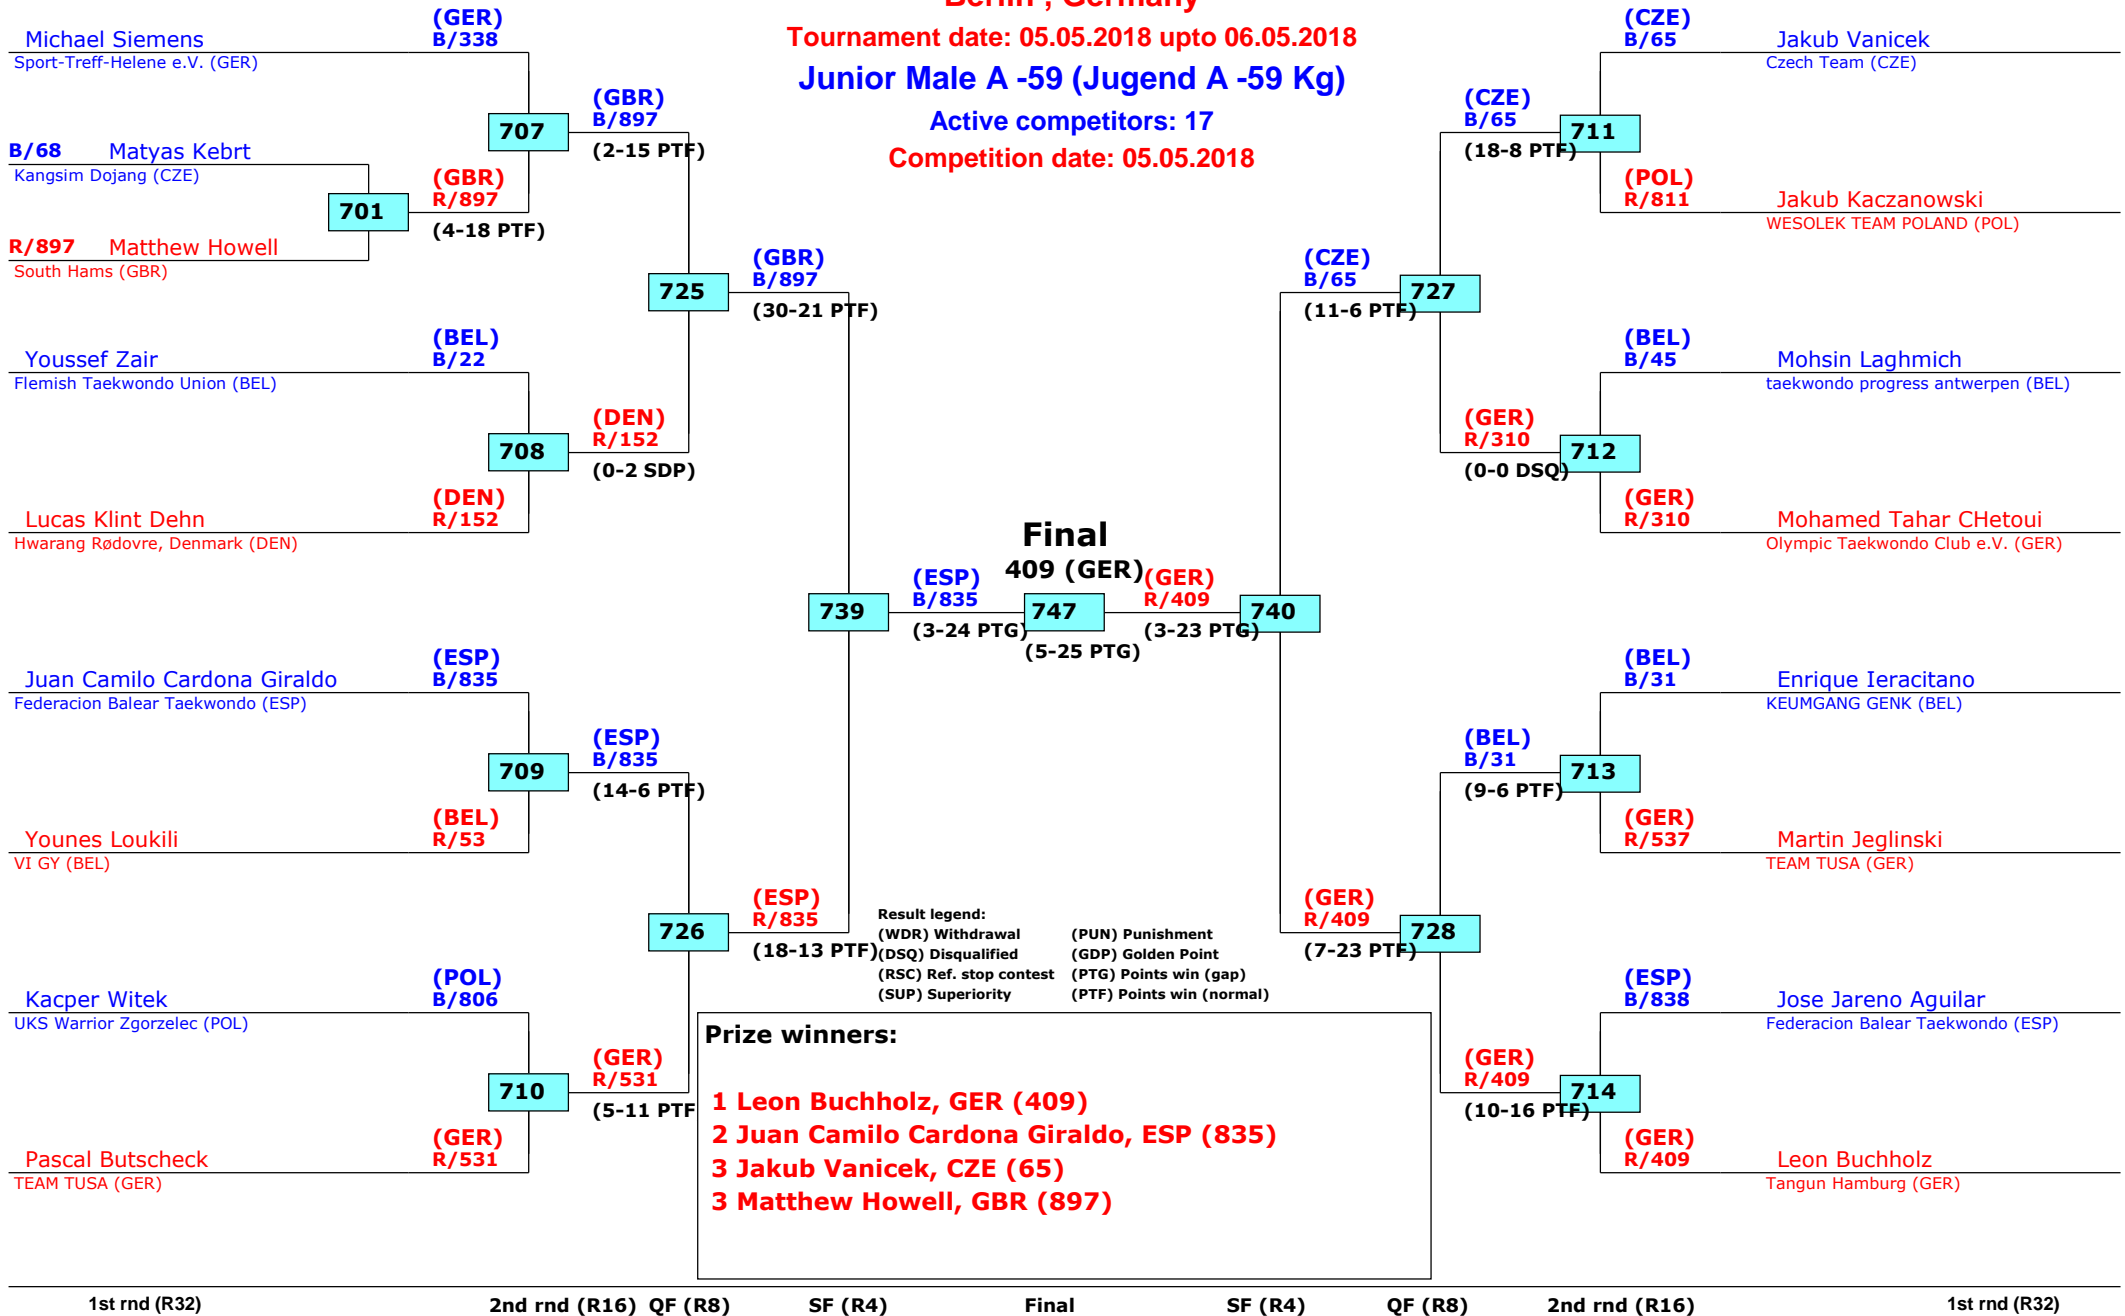 Berlin , Germany
Tournament date: 05.05.2018 upto 06.05.2018
Junior Male A -59 (Jugend A -59 Kg)
Active competitors: 17
Competition date: 05.05.2018
Michael Siemens
Sport-Treff-Helene e.V. (GER)
(GER)
B/338
B/68 Matyas Kebrt
Kangsim Dojang (CZE)
R/897 Matthew Howell
South Hams (GBR)
701
(GBR)
R/897
(4-18 PTF)
707
(GBR)
B/897
(2-15 PTF)
Youssef Zair
Flemish Taekwondo Union (BEL)
(BEL)
B/22
Lucas Klint Dehn
Hwarang Rødovre, Denmark (DEN)
(DEN)
R/152
708
(DEN)
R/152
(0-2 SDP)
725
(GBR)
B/897
(30-21 PTF)
Juan Camilo Cardona Giraldo
Federacion Balear Taekwondo (ESP)
(ESP)
B/835
Younes Loukili
VI GY (BEL)
(BEL)
R/53
709
(ESP)
B/835
(14-6 PTF)
Kacper Witek
UKS Warrior Zgorzelec (POL)
(POL)
B/806
Pascal Butscheck
TEAM TUSA (GER)
(GER)
R/531
710
(GER)
R/531
(5-11 PTF
726
(ESP)
R/835
(18-13 PTF)
739
(ESP)
B/835
(3-24 PTG)
Final
409 (GER)
747
(5-25 PTG)
(GER)
R/409
(3-23 PTG)
740
(CZE)
B/65
(11-6 PTF)
727
(CZE)
B/65
(18-8 PTF)
711
(CZE)
B/65
Jakub Vanicek
Czech Team (CZE)
(POL)
R/811
Jakub Kaczanowski
WESOLEK TEAM POLAND (POL)
(GER)
R/310
(0-0 DSQ)
712
(BEL)
B/45
Mohsin Laghmich
taekwondo progress antwerpen (BEL)
(GER)
R/310
Mohamed Tahar CHetoui
Olympic Taekwondo Club e.V. (GER)
(GER)
R/409
(7-23 PTF)
728
(BEL)
B/31
(9-6 PTF)
713
(BEL)
B/31
Enrique Ieracitano
KEUMGANG GENK (BEL)
(GER)
R/537
Martin Jeglinski
TEAM TUSA (GER)
(GER)
R/409
(10-16 PTF)
714
(ESP)
B/838
Jose Jareno Aguilar
Federacion Balear Taekwondo (ESP)
(GER)
R/409
Leon Buchholz
Tangun Hamburg (GER)
Result legend:
(WDR) Withdrawal (PUN) Punishment
(DSQ) Disqualified (GDP) Golden Point
(RSC) Ref. stop contest (PTG) Points win (gap)
(SUP) Superiority (PTF) Points win (normal)
Prize winners:
1 Leon Buchholz, GER (409)
2 Juan Camilo Cardona Giraldo, ESP (835)
3 Jakub Vanicek, CZE (65)
3 Matthew Howell, GBR (897)
1st rnd (R32) 2nd rnd (R16) QF (R8) SF (R4) Final SF (R4) QF (R8) 2nd rnd (R16) 1st rnd (R32)